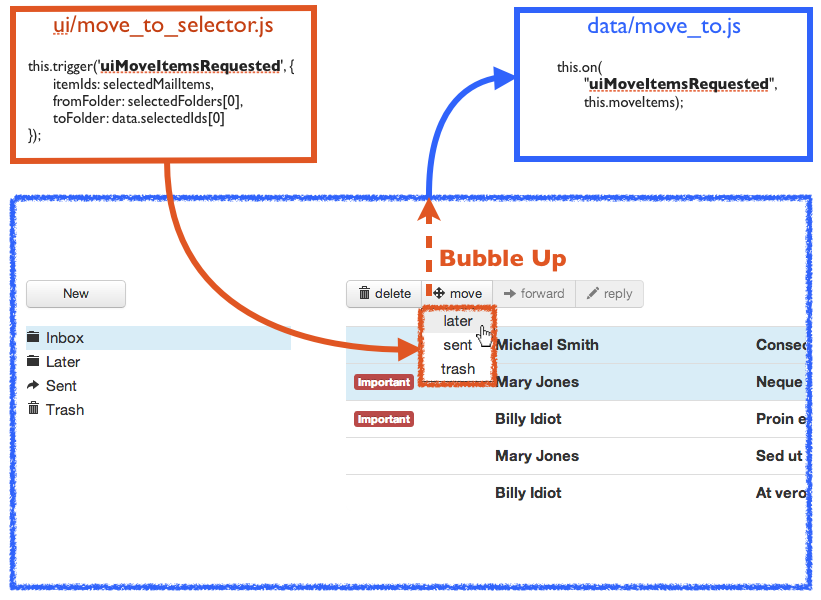 ui/move_to_selector.js
this.trigger('uiMoveItemsRequested', {
itemIds: selectedMailItems,
fromFolder: selectedFolders[0],
toFolder: data.selectedIds[0]
});
data/move_to.js
this.on(
"uiMoveItemsRequested",
this.moveItems);
Bubble Up
New
delete
move
forward
reply
Inbox
Later
Sent
Trash
later
sent
trash
Michael Smith
Important Mary Jones Neque
Important Billy Idiot Proin e
Mary Jones Sed ut
Billy Idiot At vero